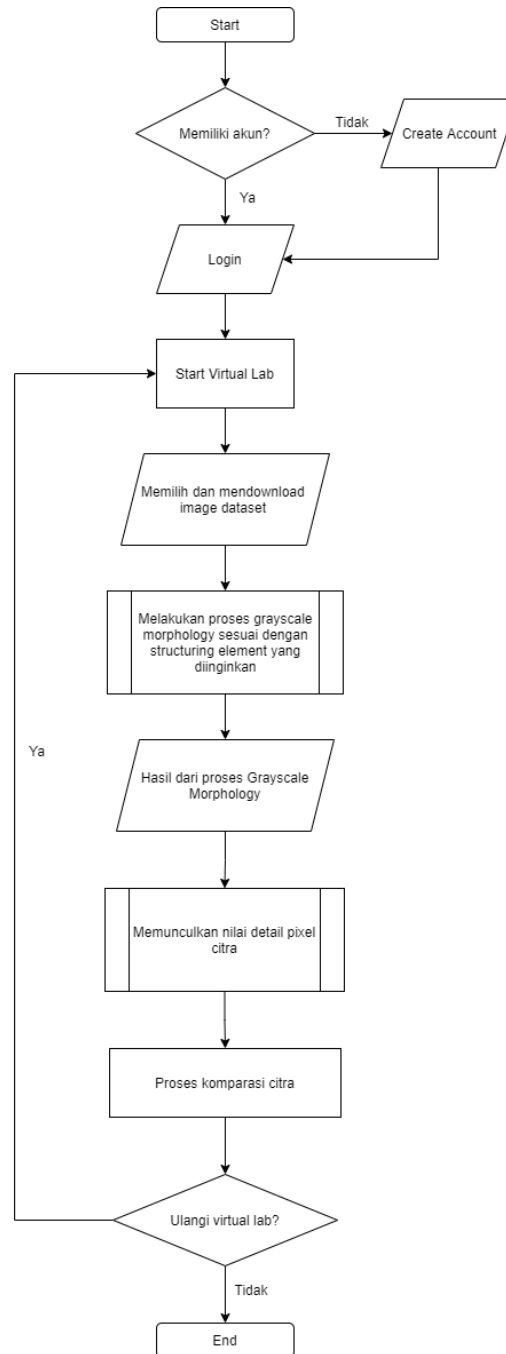 Start
Memiliki akun?
Tidak
Create Account
Ya
Login
Start Virtual Lab
Memilih dan mendownload
image dataset
Melakukan proses grayscale
morphology sesuai dengan
structuring element yang
diinginkan
Ya
Hasil dari proses Grayscale
Morphology
Memunculkan nilai detail pixel
citra
Proses komparasi citra
Ulangi virtual lab?
Tidak
End